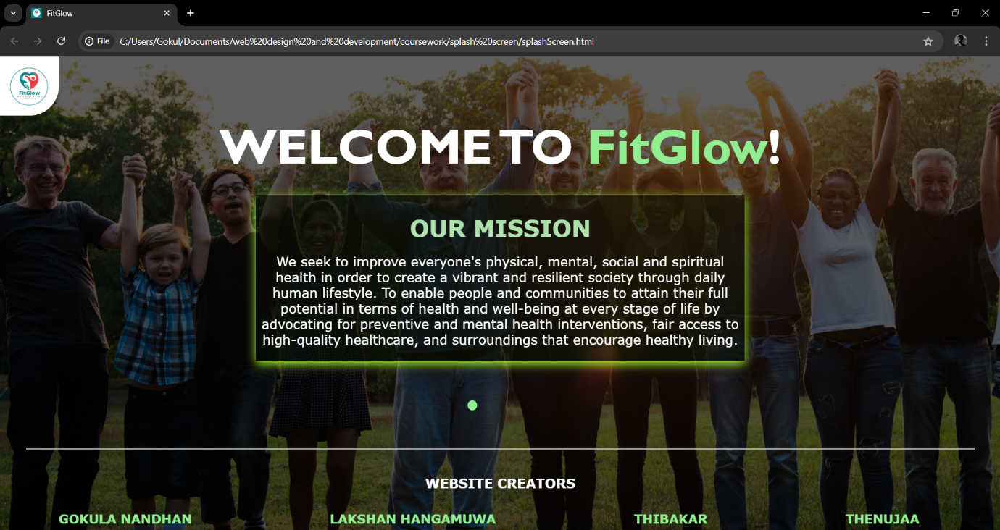 FitGlow
File
C:/Users/Gokul/Documents/web%20design%20and%20development/coursework/splash%20screen/splashScreen.html
FitGlow
WELCOME TO FitGlow!
OUR MISSION
We seek to improve everyone's physical, mental, social and spiritual
health in order to create a vibrant and resilient society through daily
human lifestyle. To enable people and communities to attain their full
potential in terms of health and well-being at every stage of life by
advocating for preventive and mental health interventions, fair access to
high-quality healthcare, and surroundings that encourage healthy living.
WEBSITE CREATORS
GOKULA NANDHAN
LAKSHAN HANGAMUWA
THIBAKAR
THENUJAA